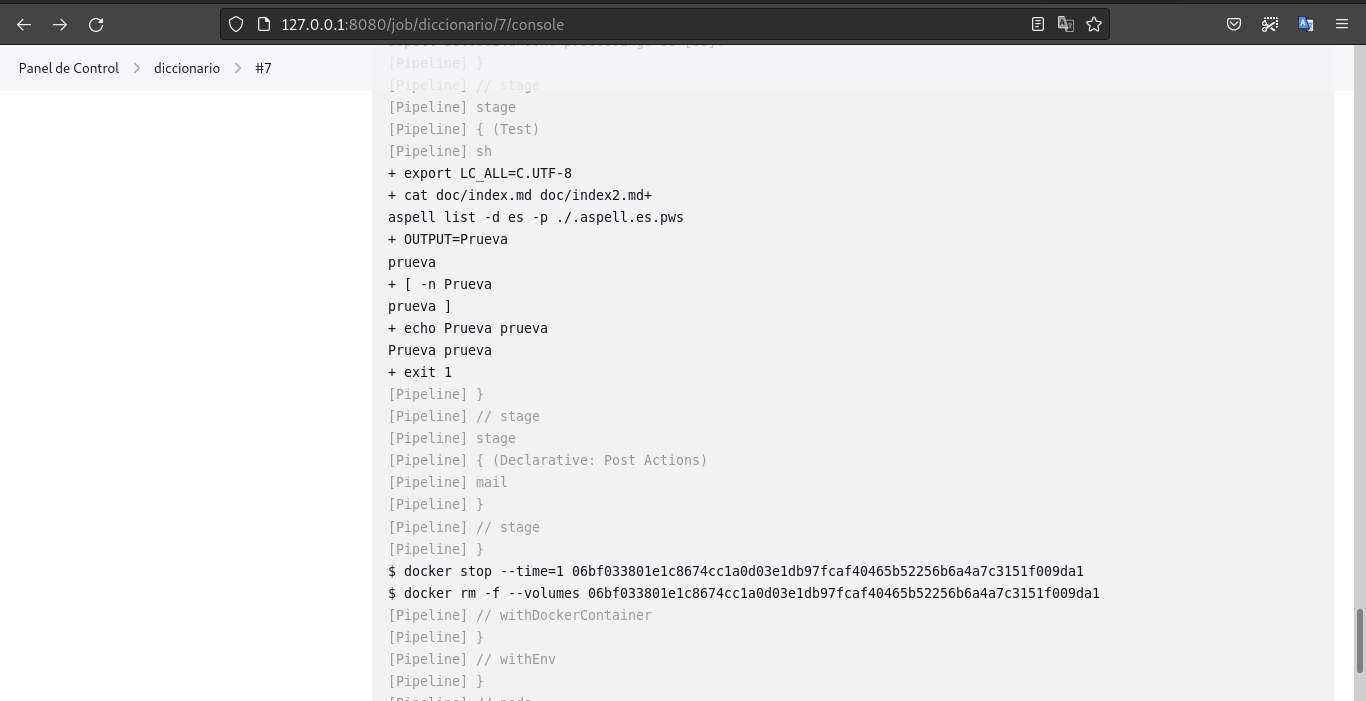 127.0.0.1:8080/job/diccionario/7/console
Panel de Control > diccionario > #7
[Pipeline] }
[Pipeline] // stage
[Pipeline] stage
[Pipeline] { (Test)
[Pipeline] sh
+ export LC_ALL=C.UTF-8
+ cat doc/index.md doc/index2.md+
aspell list -d es -p ./.aspell.es.pws
+ OUTPUT=Prueva
prueva
+ [ -n Prueva
prueva ]
+ echo Prueva prueva
Prueva prueva
+ exit 1
[Pipeline] }
[Pipeline] // stage
[Pipeline] stage
[Pipeline] { (Declarative: Post Actions)
[Pipeline] mail
[Pipeline] }
[Pipeline] // stage
[Pipeline] }
$ docker stop --time=1 06bf033801e1c8674cc1a0d03e1db97fcaf40465b52256b6a4a7c3151f009da1
$ docker rm -f --volumes 06bf033801e1c8674cc1a0d03e1db97fcaf40465b52256b6a4a7c3151f009da1
[Pipeline] // withDockerContainer
[Pipeline] }
[Pipeline] // withEnv
[Pipeline] }
[Pipeline] // node